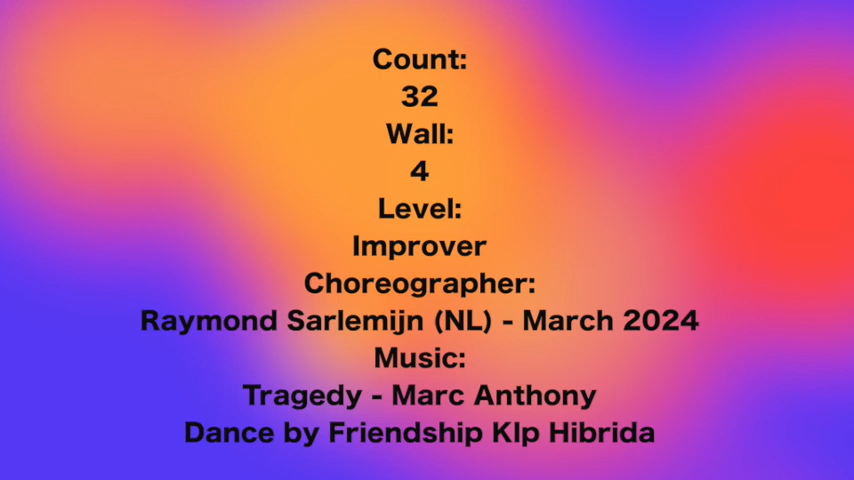 Count:
32
Wall:
4
Level:
Improver
Choreographer:
Raymond Sarlemijn (NL) - March 2024
Music:
Tragedy - Marc Anthony
Dance by Friendship Klp Hibrida